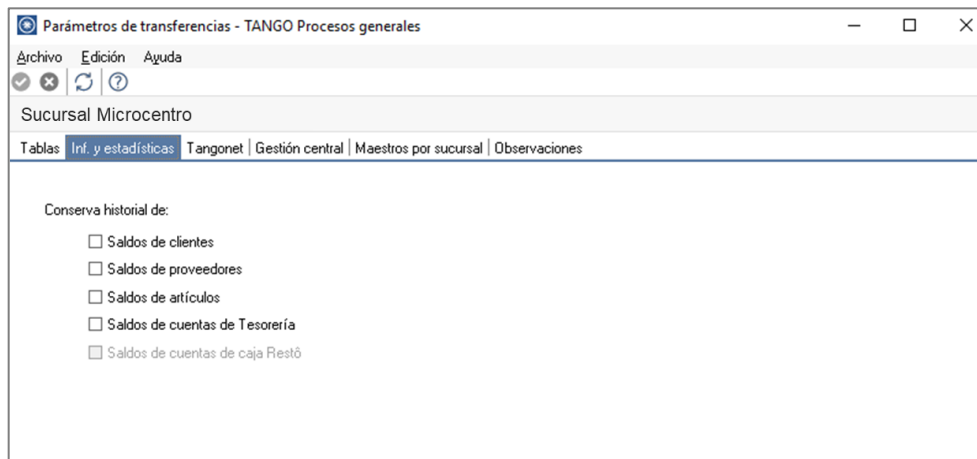 Parámetros de transferencias - TANGO Procesos generales
Archivo Edición Ayuda
Sucursal Microcentro
Tablas Inf. y estadísticas Tangonet Gestión central Maestros por sucursal Observaciones
Conserva historial de:
Saldos de clientes
Saldos de proveedores
Saldos de artículos
Saldos de cuentas de Tesorería
Saldos de cuentas de caja Restô